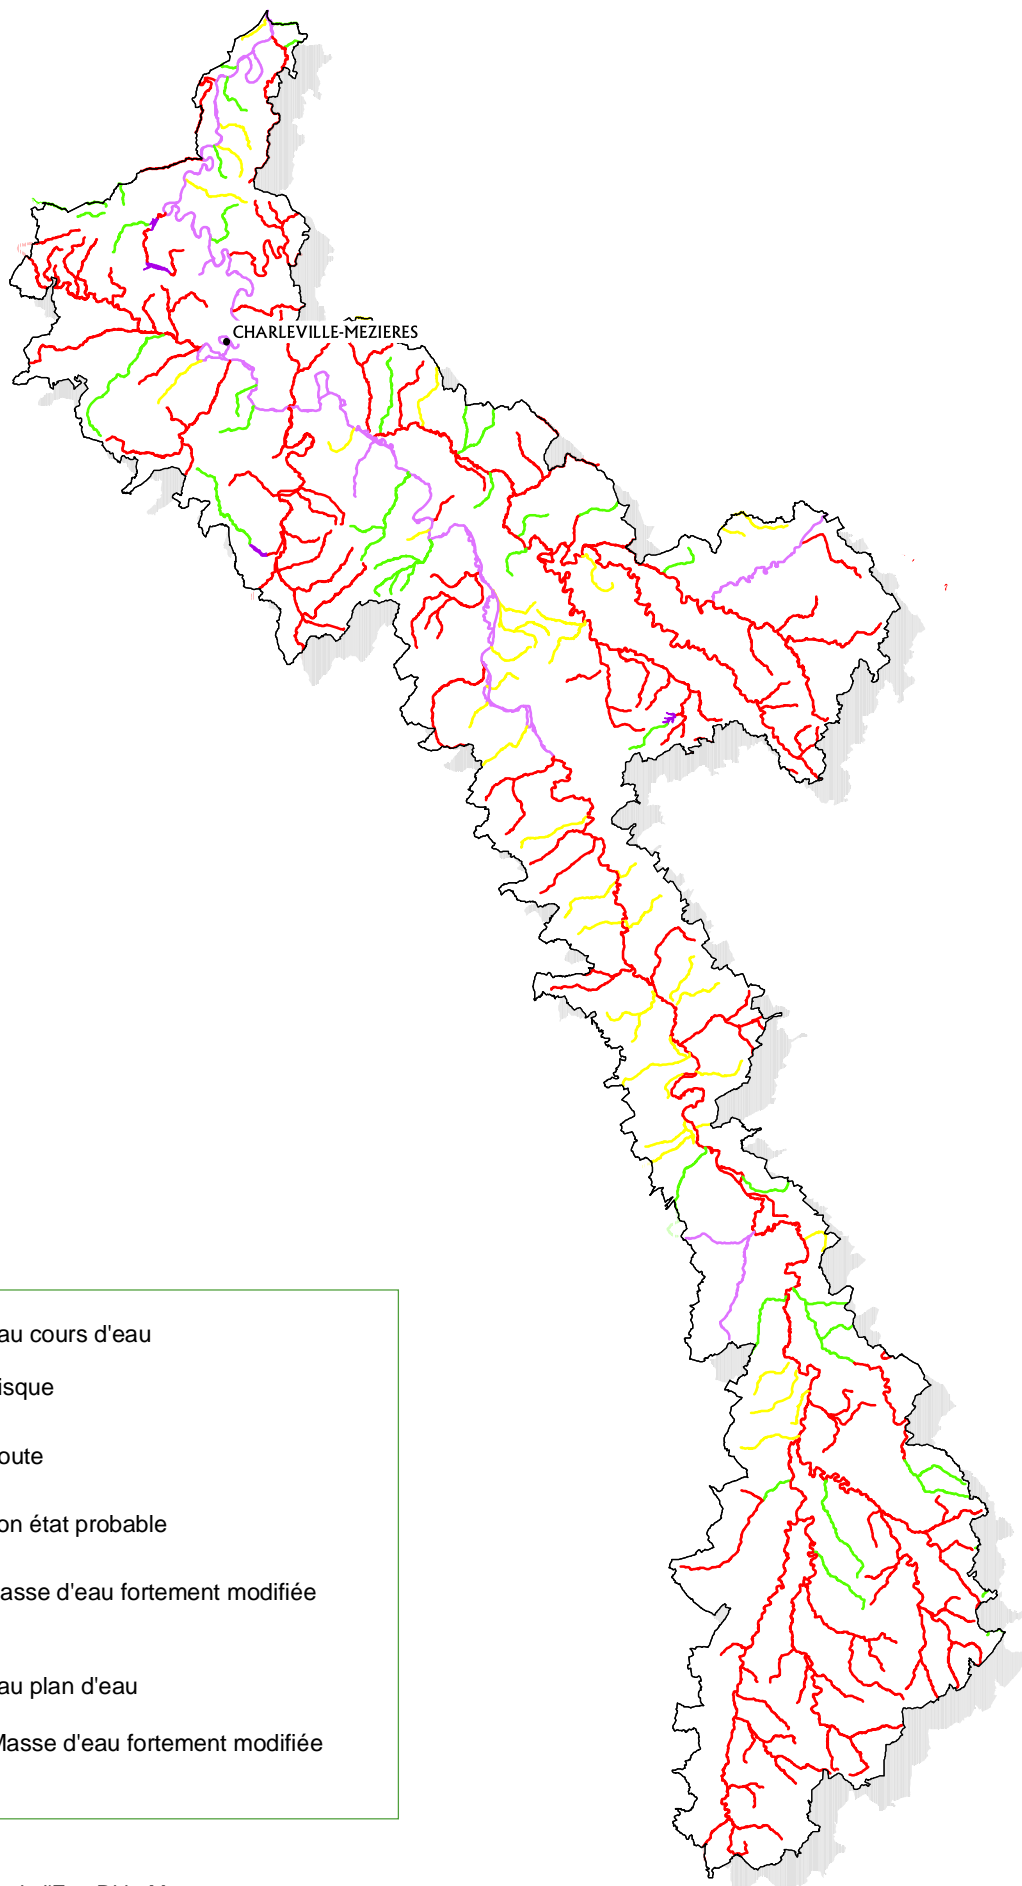 CHARLEVILLE-MEZIERES
au cours d'eau
isque
oute
on état probable
asse d'eau fortement modifiée
au plan d'eau
Masse d'eau fortement modifiée